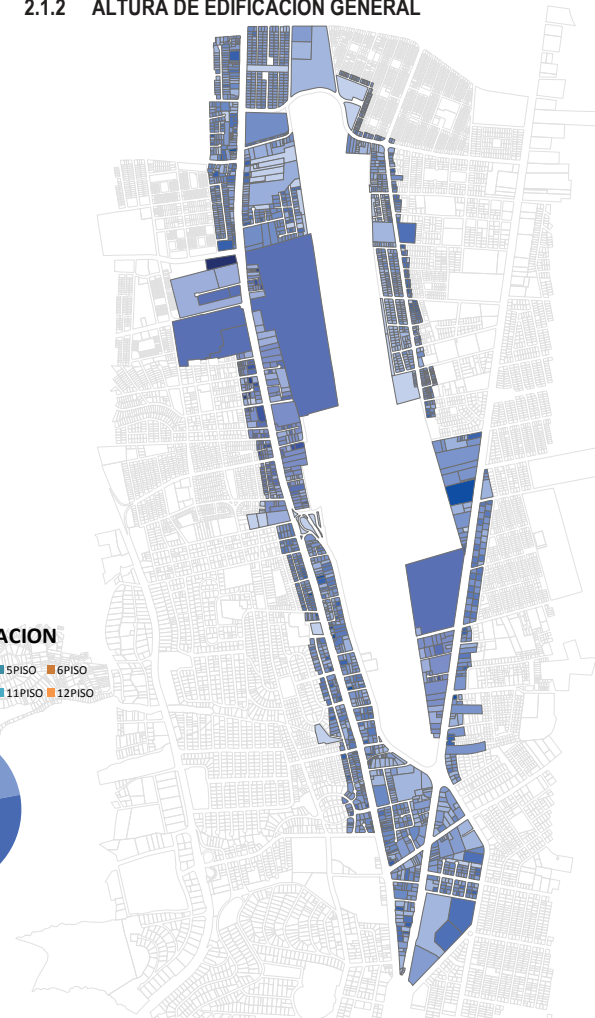 2.1.2 ALTURA DE EDIFICACION GENERAL
ACION
5PISO 6PISO
11PISO 12PISO